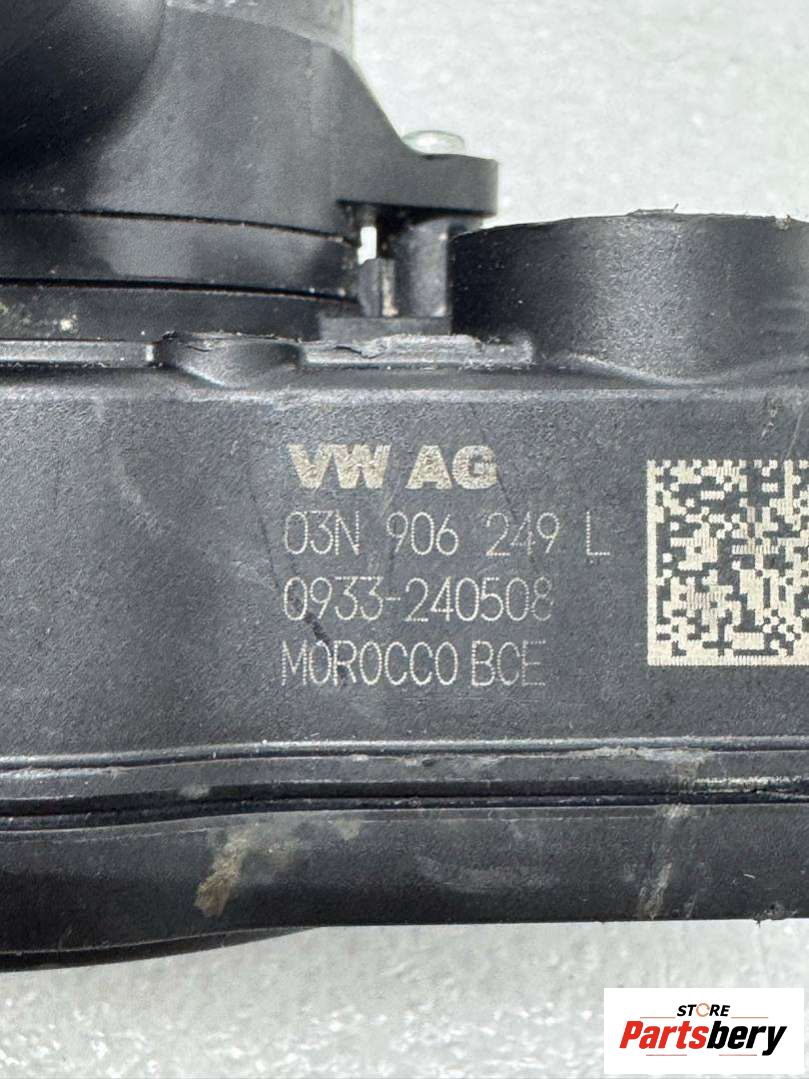 VW AG
03N 906 249 L
0933-240508
MOROCCO BCE
STORE
Partsbery